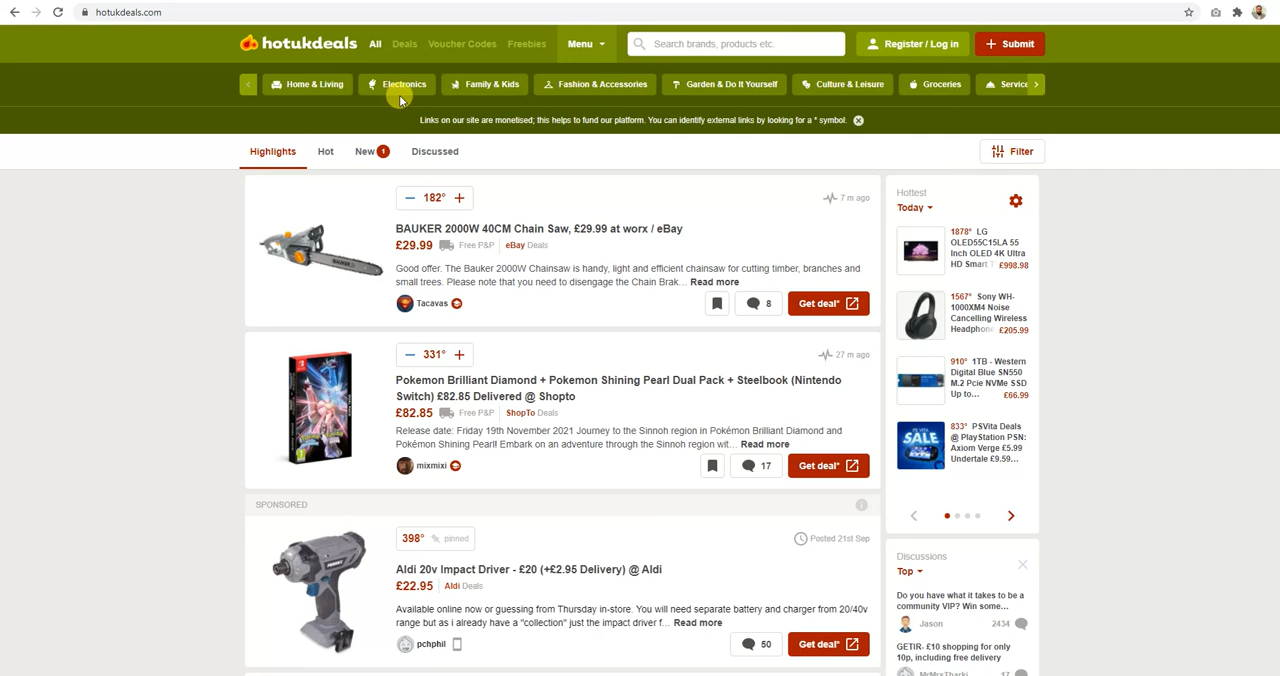 hotukdeals.com
hotukdeals All Deals Voucher Codes Freebies Menu Search brands, products etc. Register / Log in Submit
Home & Living Electronics Family & Kids Fashion & Accessories Garden & Do It Yourself Culture & Leisure Groceries Service
Links on our site are monetised; this helps to fund our platform. You can identify external links by looking for a * symbol.
Highlights Hot New 1 Discussed Filter
182° 7 m ago
BAUKER 2000W 40CM Chain Saw, £29.99 at worx / eBay
£29.99 Free P&P eBay Deals
Good offer. The Bauker 2000W Chainsaw is handy, light and efficient chainsaw for cutting timber, branches and
small trees. Please note that you need to disengage the Chain Brak... Read more
Tacavas 8 Get deal*
331° 27 m ago
Pokemon Brilliant Diamond + Pokemon Shining Pearl Dual Pack + Steelbook (Nintendo
Switch) £82.85 Delivered @ Shopto
£82.85 Free P&P ShopTo Deals
Release date: Friday 19th November 2021 Journey to the Sinnoh region in Pokémon Brilliant Diamond and
Pokémon Shining Pearl! Embark on an adventure through the Sinnoh region wit... Read more
mixmixi 17 Get deal*
SPONSORED
398° pinned Posted 21st Sep
Aldi 20v Impact Driver - £20 (+£2.95 Delivery) @ Aldi
£22.95 Aldi Deals
Available online now or guessing from Thursday in-store. You will need separate battery and charger from 20/40v
range but as i already have a "collection" just the impact driver f... Read more
pchphil 50 Get deal*
Hottest
Today
1878° LG
OLED55C15LA 55
Inch OLED 4K Ultra
HD Smart T £998.98
1567° Sony WH-
1000XM4 Noise
Cancelling Wireless
Headphone £205.99
910° 1TB - Western
Digital Blue SN550
M.2 Pcie NVMe SSD
Up to... £66.99
SALE
833° PSVita Deals
@ PlayStation PSN:
Axiom Verge £5.99
Undertale £9.59...
Discussions
Top
Do you have what it takes to be a
community VIP? Win some...
Jason 2434
GETIR- £10 shopping for only
10p, including free delivery
MrMrsTharki 17